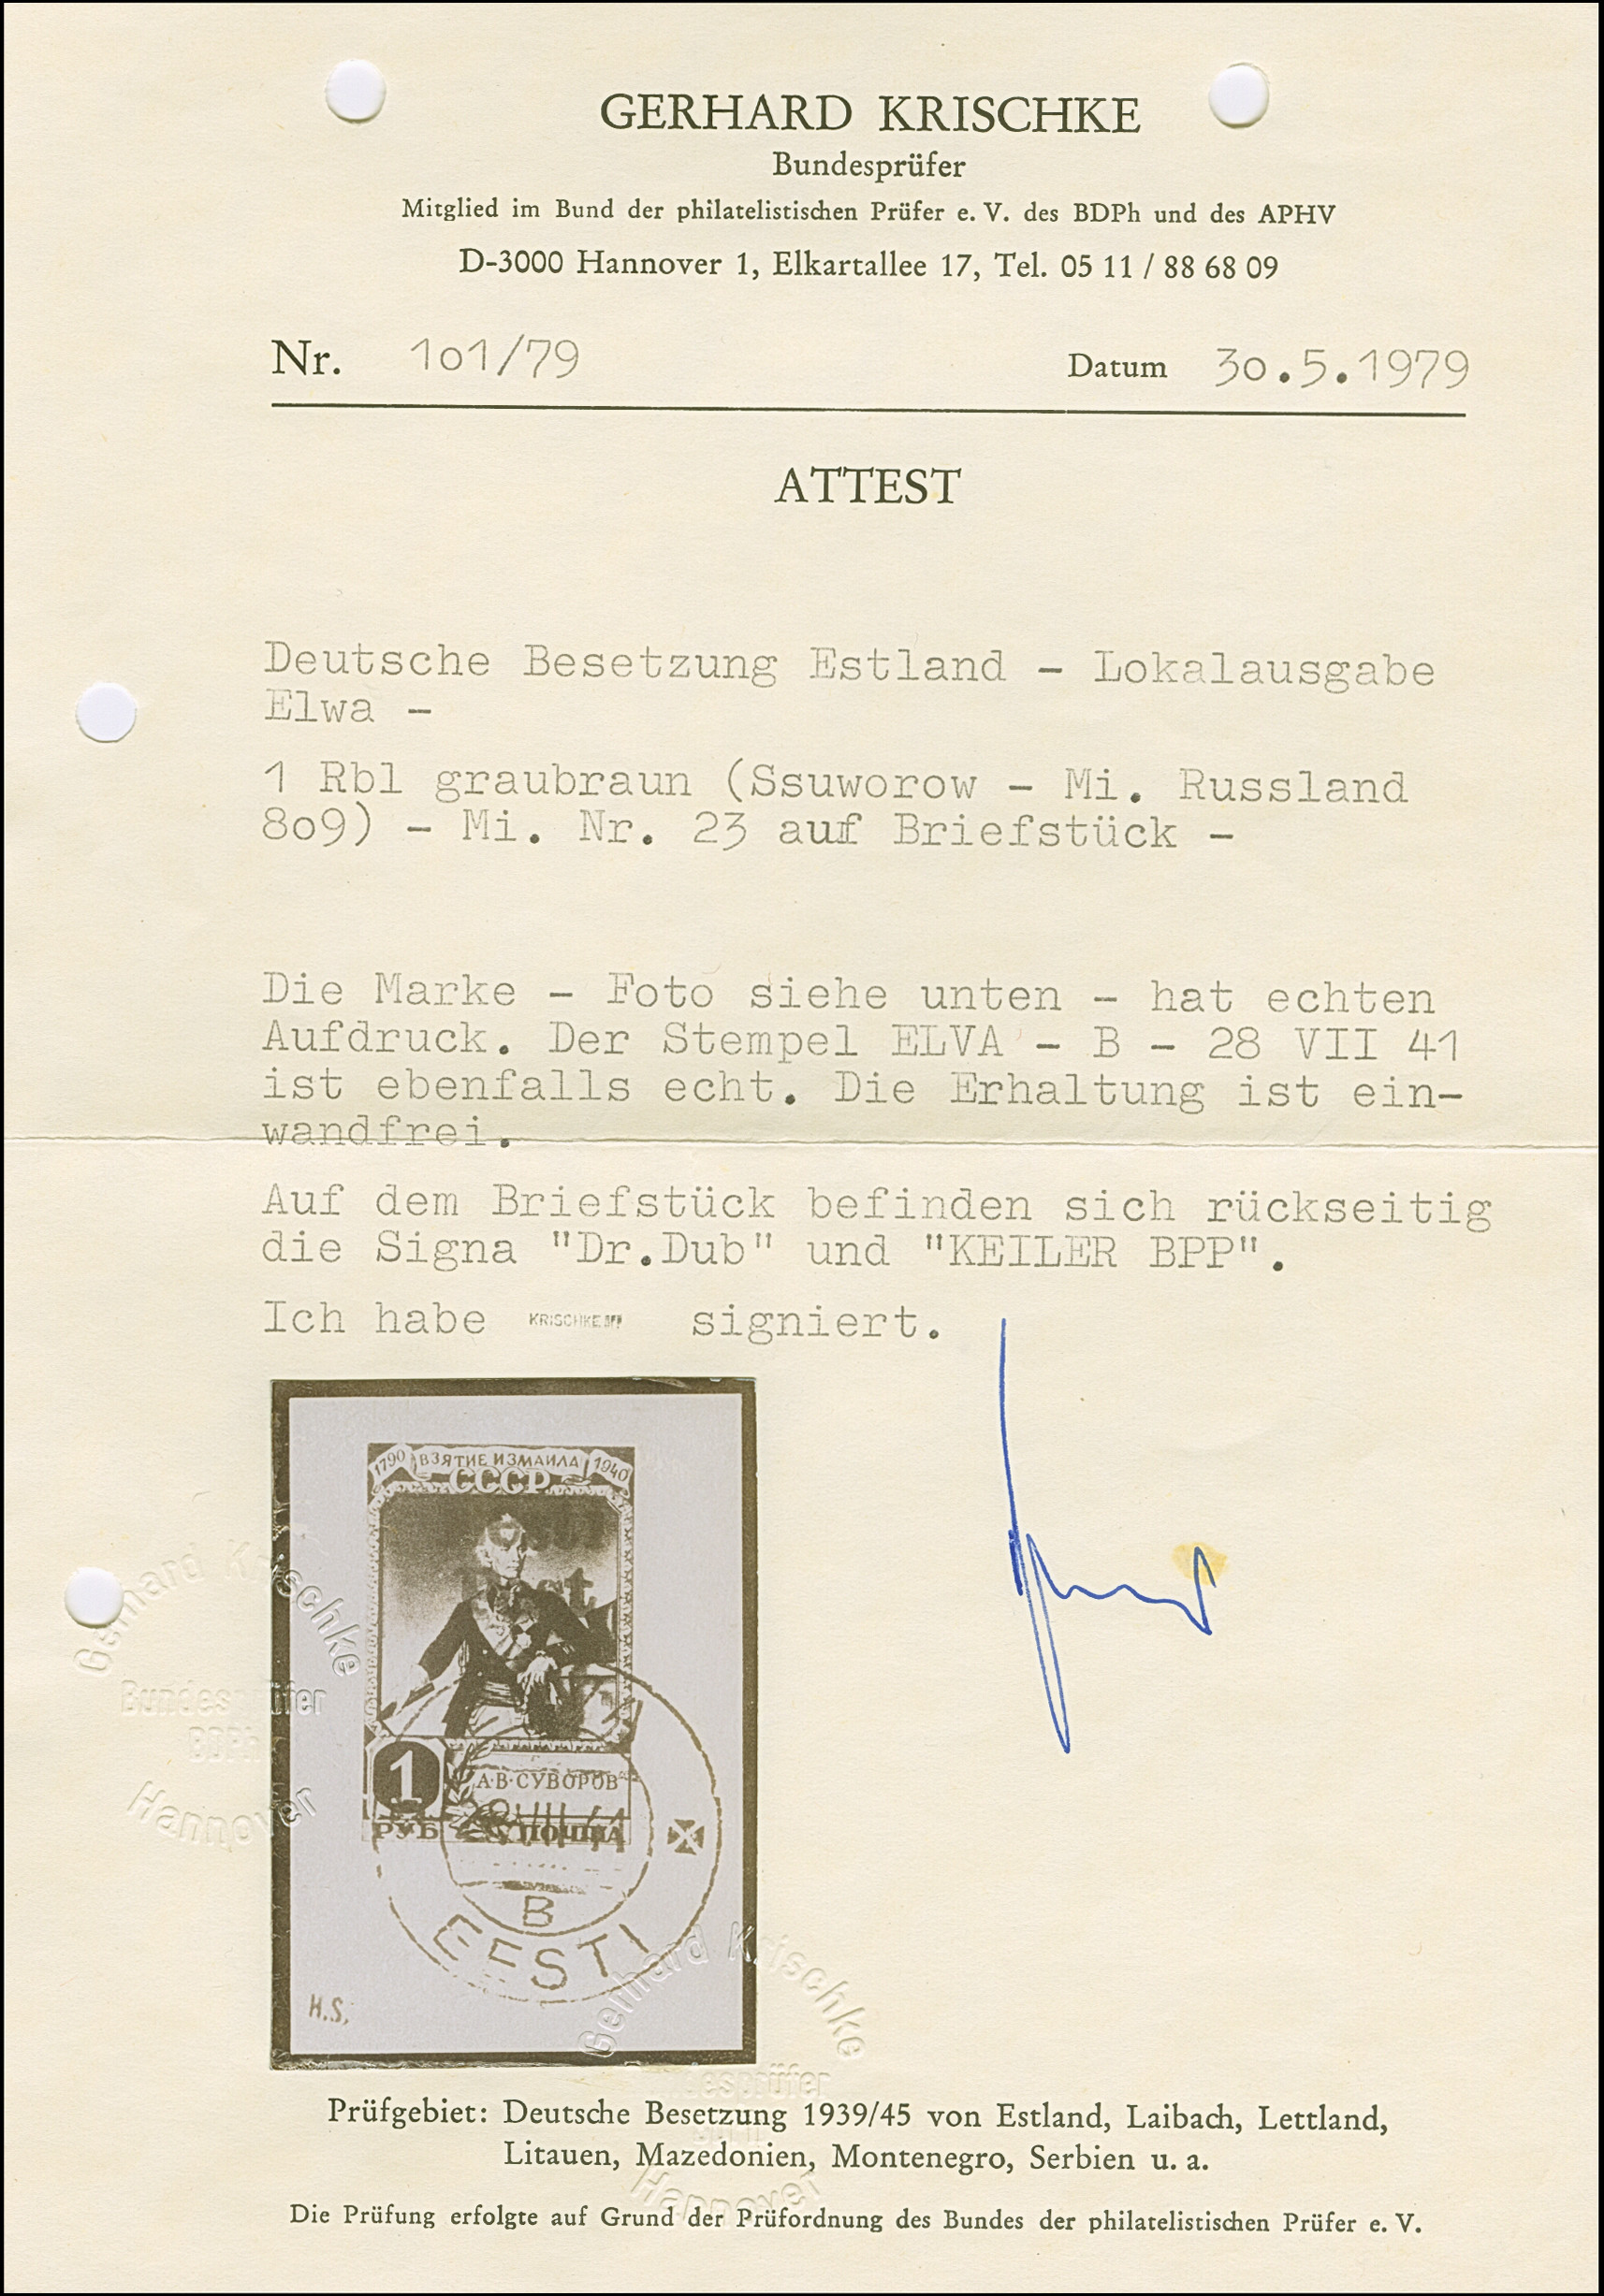 GERHARD KRISCHKE
Bundesprüfer
Mitglied im Bund der philatelistischen Prüfer e. V. des BDPh und des APHV
D-3000 Hannover 1, Elkartallee 17, Tel. 05 11 / 88 68 09
Nr. 1o1/79 Datum 3o.5.1979
ATTEST
Deutsche Besetzung Estland - Lokalausgabe
Elwa -
1 Rbl graubraun (Ssuworow - Mi. Russland
8o9) - Mi. Nr. 23 auf Briefstück -
Die Marke - Foto siehe unten - hat echten
Aufdruck. Der Stempel ELVA - B - 28 VII 41
ist ebenfalls echt. Die Erhaltung ist ein-
wandfrei.
Auf dem Briefstück befinden sich rückseitig
die Signa "Dr.Dub" und "KEILER BPP".
Ich habe KRISCHKE signiert.
1790 ВЗЯТИЕ ИЗМАИЛА 1940
СССР
1
А·В·СУВОРОВ
РУБ ПОЧТА
28 VII 41
B
EESTI
H.S.
Gerhard Krischke
Bundesprüfer
BDPh
Hannover
Gerhard Krischke
Hannover
Prüfgebiet: Deutsche Besetzung 1939/45 von Estland, Laibach, Lettland,
Litauen, Mazedonien, Montenegro, Serbien u. a.
Die Prüfung erfolgte auf Grund der Prüfordnung des Bundes der philatelistischen Prüfer e. V.